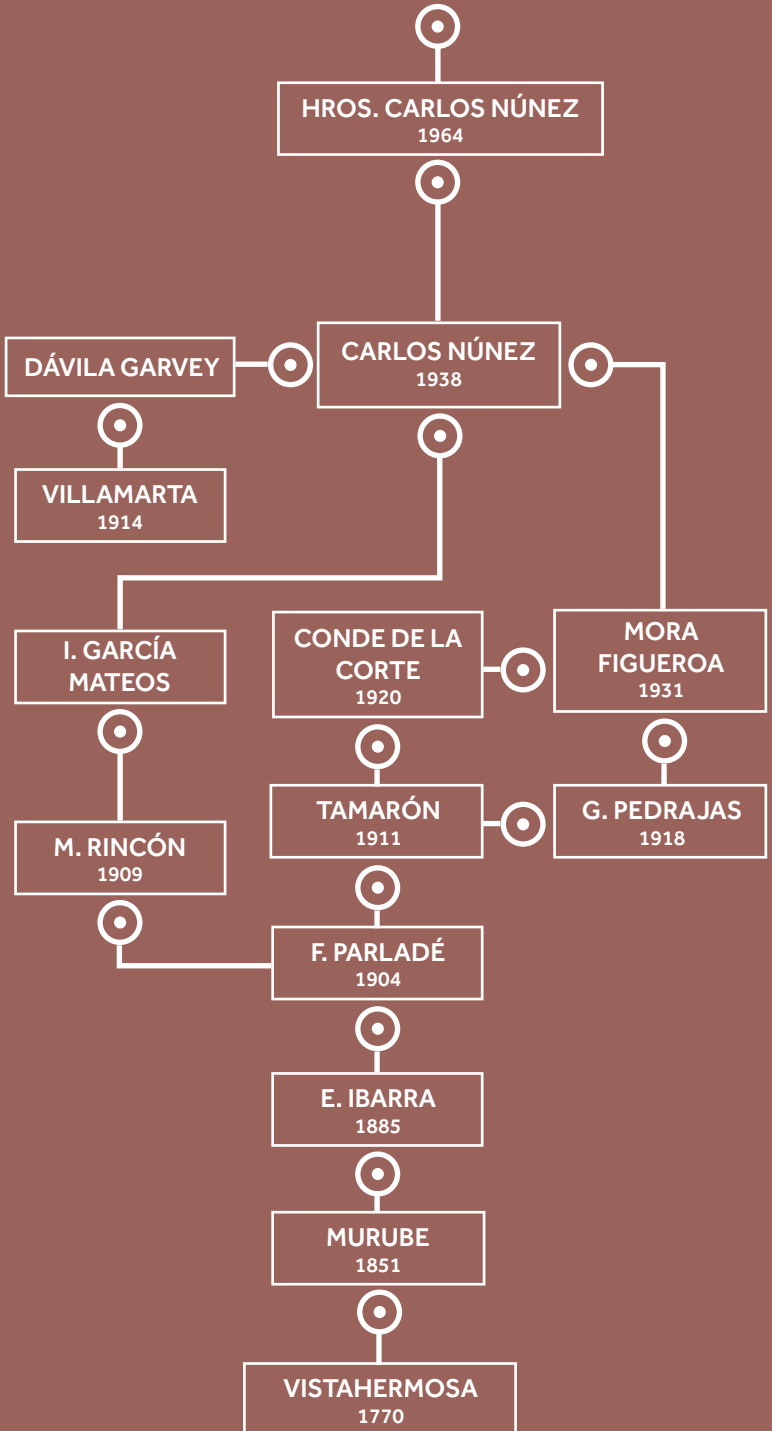 HROS. CARLOS NÚNEZ
1964
CARLOS NÚNEZ
1938
DÁVILA GARVEY
VILLAMARTA
1914
I. GARCÍA
MATEOS
CONDE DE LA
CORTE
1920
MORA
FIGUEROA
1931
TAMARÓN
1911
G. PEDRAJAS
1918
M. RINCÓN
1909
F. PARLADÉ
1904
E. IBARRA
1885
MURUBE
1851
VISTAHERMOSA
1770